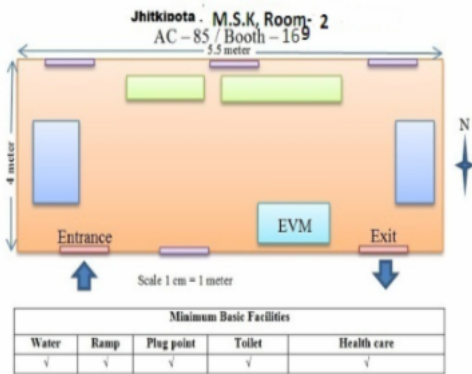 Jhitkipota . M.S.K, Room- 2
AC – 85 / Booth – 169
5.5 meter
4 meter
N
EVM
Entrance
Exit
Scale 1 cm = 1 meter
Minimum Basic Facilities
Water Ramp Plug point Toilet Health care
√ √ √ √ √